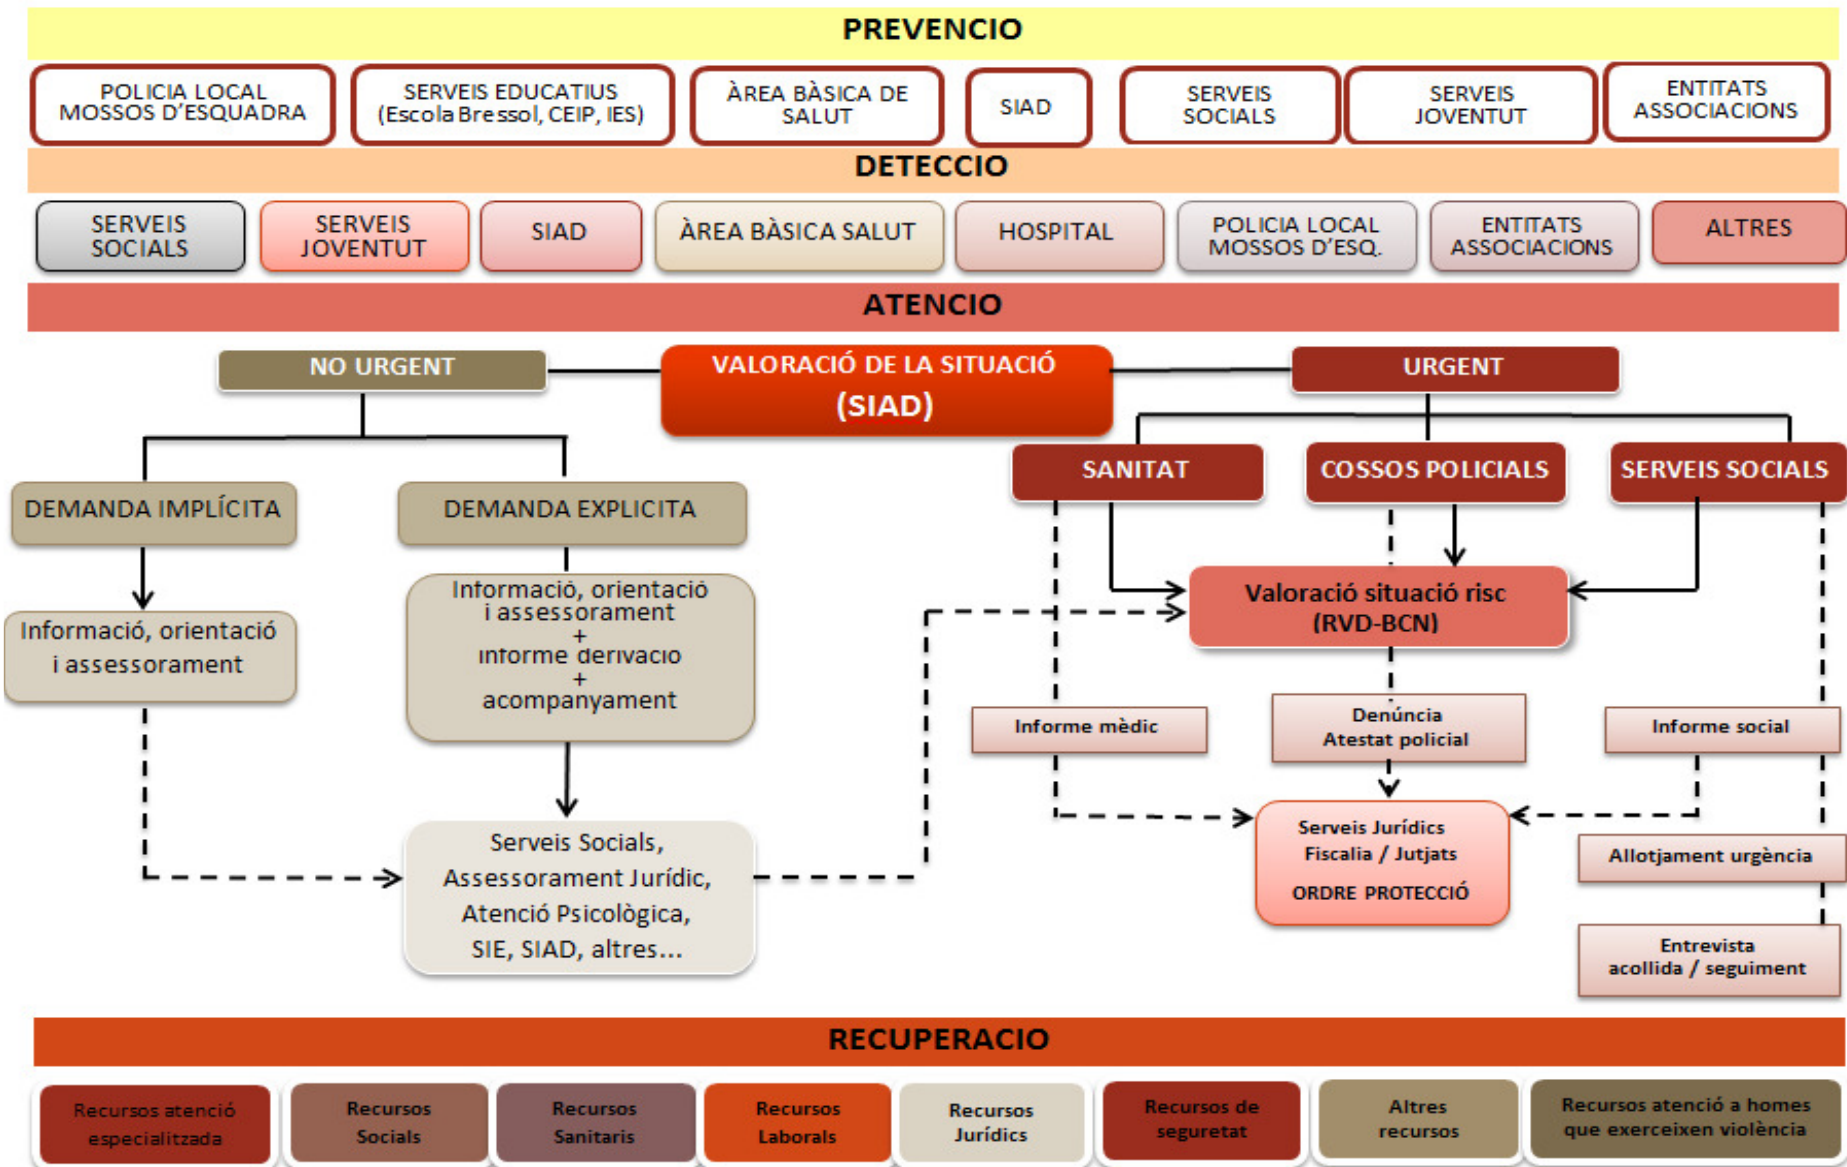 PREVENCIO
POLICIA LOCAL
MOSSOS D'ESQUADRA
SERVEIS EDUCATIUS
(Escola Bressol, CEIP, IES)
ÀREA BÀSICA DE
SALUT
SIAD
SERVEIS
SOCIALS
SERVEIS
JOVENTUT
ENTITATS
ASSOCIACIONS
DETECCIO
SERVEIS
SOCIALS
SERVEIS
JOVENTUT
SIAD
ÀREA BÀSICA SALUT
HOSPITAL
POLICIA LOCAL
MOSSOS D'ESQ.
ENTITATS
ASSOCIACIONS
ALTRES
ATENCIO
NO URGENT
VALORACIÓ DE LA SITUACIÓ
(SIAD)
URGENT
SANITAT
COSSOS POLICIALS
SERVEIS SOCIALS
DEMANDA IMPLÍCITA
DEMANDA EXPLICITA
Informació, orientació
i assessorament
Informació, orientació
i assessorament
+
Informe derivació
+
acompanyament
Valoració situació risc
(RVD-BCN)
Informe mèdic
Denúncia
Atestat policial
Informe social
Serveis Socials,
Assessorament Jurídic,
Atenció Psicològica,
SIE, SIAD, altres...
Serveis Jurídics
Fiscalia / Jutjats
ORDRE PROTECCIÓ
Allotjament urgència
Entrevista
acollida / seguiment
RECUPERACIO
Recursos atenció
especialitzada
Recursos
Socials
Recursos
Sanitaris
Recursos
Laborals
Recursos
Jurídics
Recursos de
seguretat
Altres
recursos
Recursos atenció a homes
que exerceixen violència